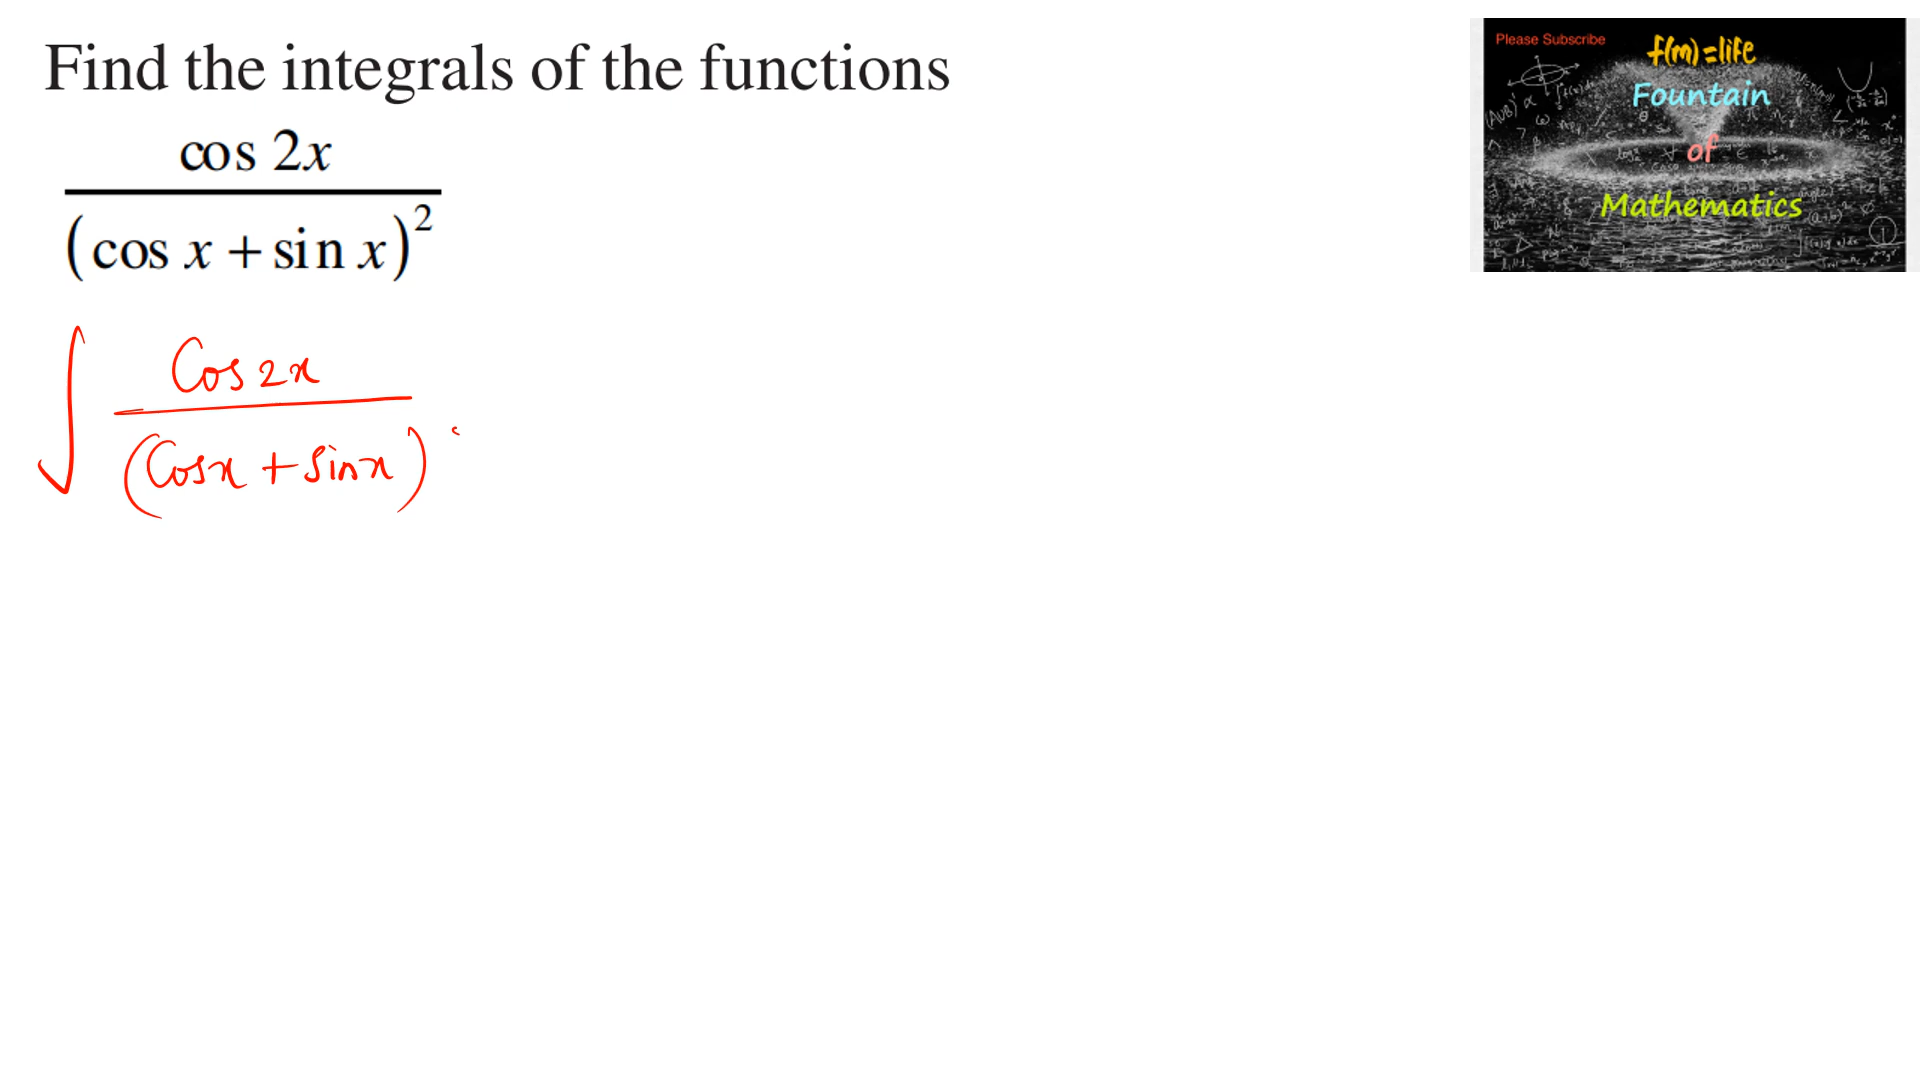 Find the integrals of the functions
cos 2x
(cos x + sin x)²
Cos 2x
(Cosx + sinx)
Please Subscribe
f(m)=life
Fountain
of
Mathematics